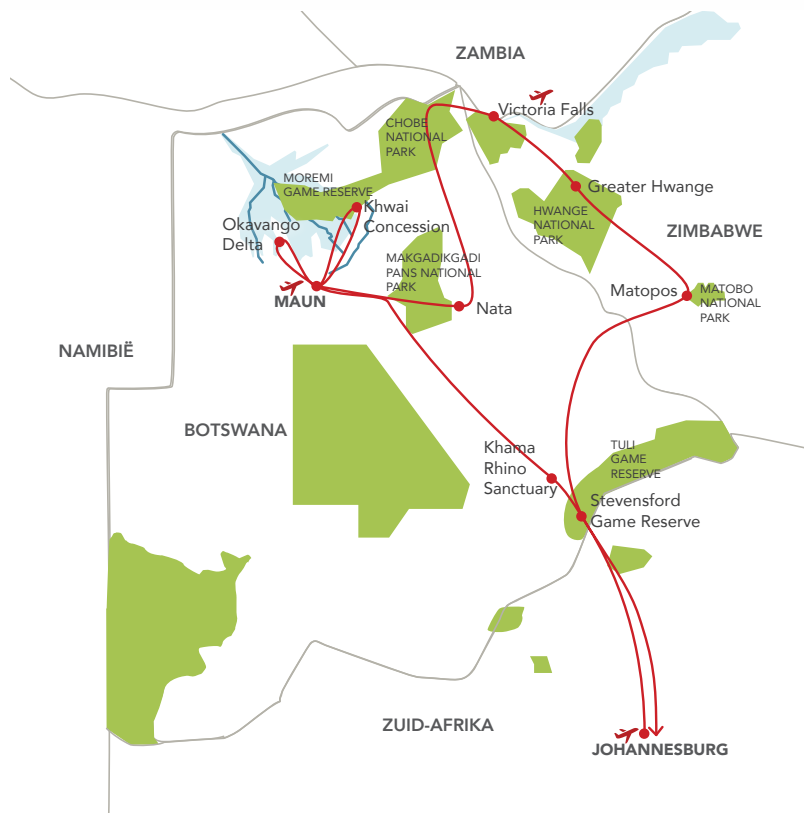 ZAMBIA
Victoria Falls
CHOBE
NATIONAL
PARK
MOREMI
GAME RESERVE
Khwai
Concession
Okavango
Delta
Greater Hwange
HWANGE
NATIONAL
PARK
ZIMBABWE
MAKGADIKGADI
PANS NATIONAL
PARK
MAUN
Nata
Matopos
MATOBO
NATIONAL
PARK
NAMIBIË
BOTSWANA
Khama
Rhino
Sanctuary
TULI
GAME
RESERVE
Stevensford
Game Reserve
ZUID-AFRIKA
JOHANNESBURG